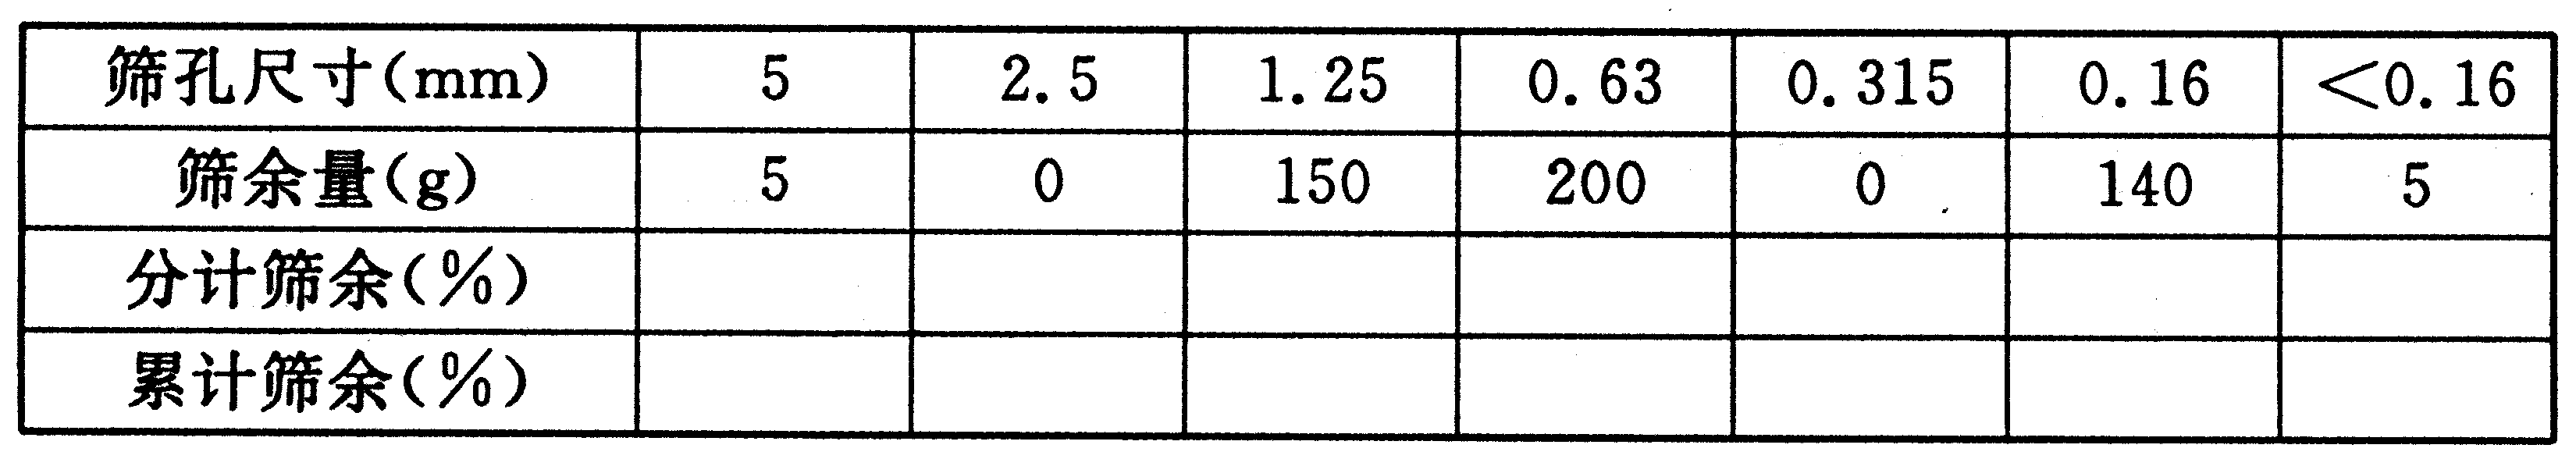 筛孔尺寸(mm) 5 2.5 1.25 0.63 0.315 0.16 <0.16
筛余量(g) 5 0 150 200 0 140 5
分计筛余(%)
累计筛余(%)